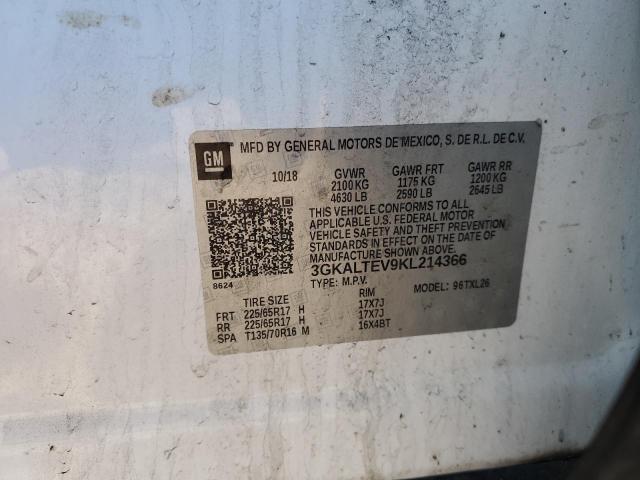 GM
MFD BY GENERAL MOTORS DE MEXICO, S. DE R.L. DE C.V.
10/18 GVWR GAWR FRT GAWR RR
2100 KG 1175 KG 1200 KG
4630 LB 2590 LB 2645 LB
THIS VEHICLE CONFORMS TO ALL
APPLICABLE U.S. FEDERAL MOTOR
VEHICLE SAFETY AND THEFT PREVENTION
STANDARDS IN EFFECT ON THE DATE OF
MANUFACTURE SHOWN ABOVE.
3GKALTEV9KL214366
8624 TYPE: M.P.V. 96TXL26
TIRE SIZE RIM
FRT 225/65R17 H 17X7J
RR 225/65R17 H 17X7J
SPA T135/70R16 M 16X4BT